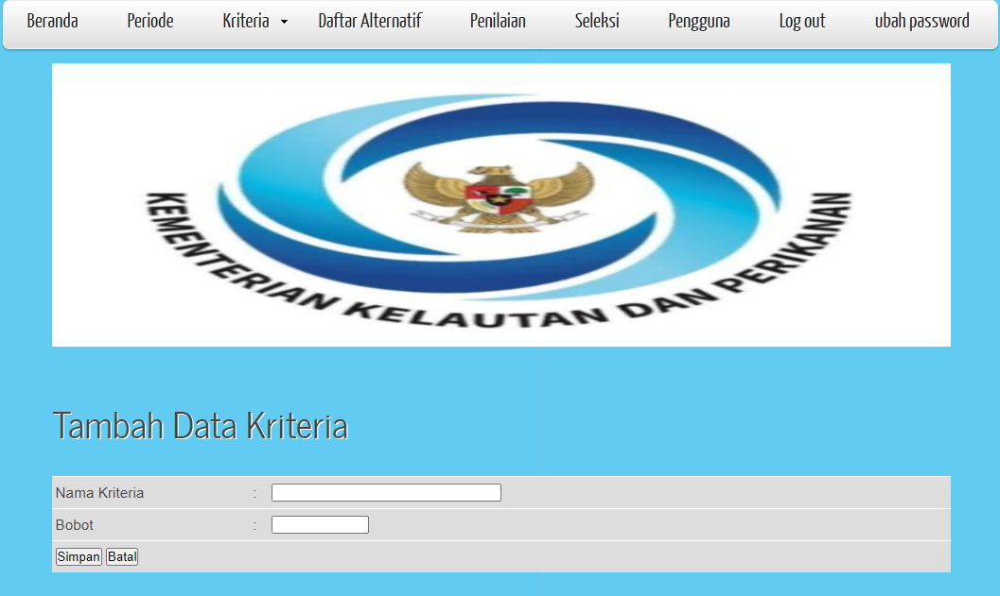 Beranda Periode Kriteria Daftar Alternatif Penilaian Seleksi Pengguna Log out ubah password
KEMENTERIAN KELAUTAN DAN PERIKANAN
Tambah Data Kriteria
Nama Kriteria :
Bobot :
Simpan Batal